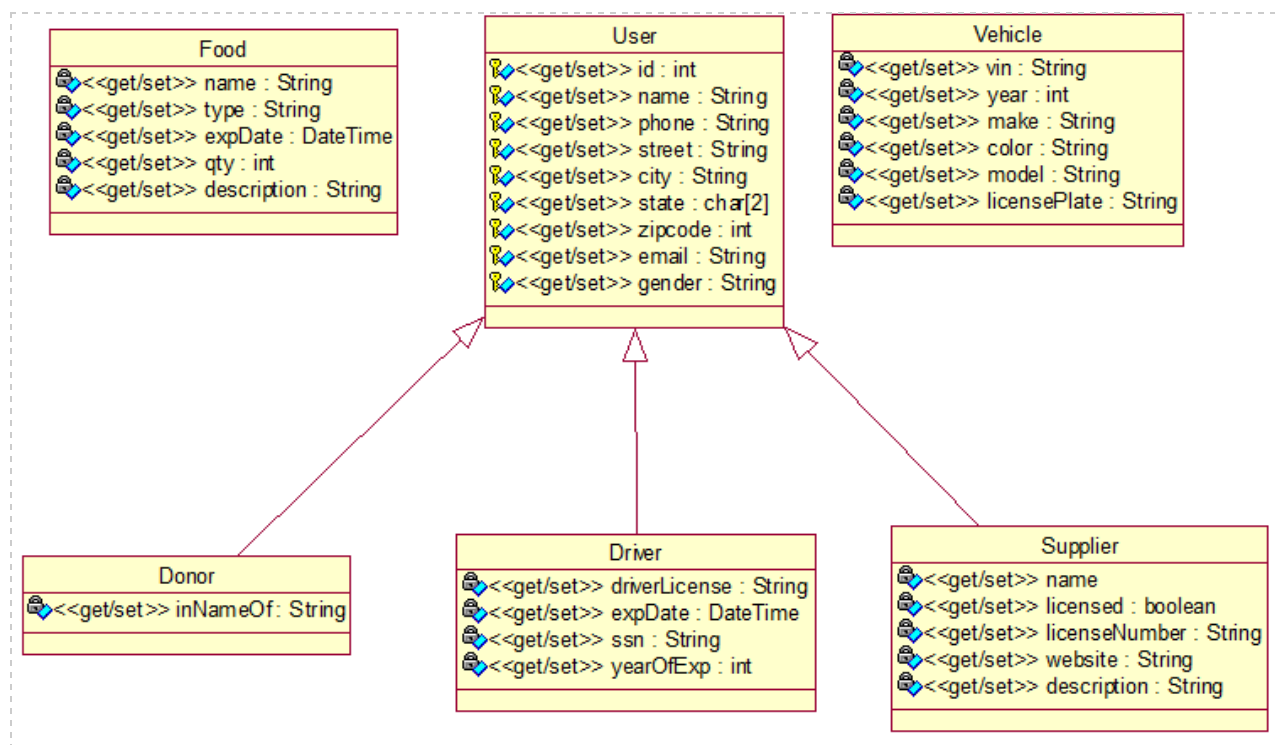 Food
<<get/set>> name : String
<<get/set>> type : String
<<get/set>> expDate : DateTime
<<get/set>> qty : int
<<get/set>> description : String
User
<<get/set>> id : int
<<get/set>> name : String
<<get/set>> phone : String
<<get/set>> street : String
<<get/set>> city : String
<<get/set>> state : char[2]
<<get/set>> zipcode : int
<<get/set>> email : String
<<get/set>> gender : String
Vehicle
<<get/set>> vin : String
<<get/set>> year : int
<<get/set>> make : String
<<get/set>> color : String
<<get/set>> model : String
<<get/set>> licensePlate : String
Donor
<<get/set>> inNameOf: String
Driver
<<get/set>> driverLicense : String
<<get/set>> expDate : DateTime
<<get/set>> ssn : String
<<get/set>> yearOfExp : int
Supplier
<<get/set>> name
<<get/set>> licensed : boolean
<<get/set>> licenseNumber : String
<<get/set>> website : String
<<get/set>> description : String